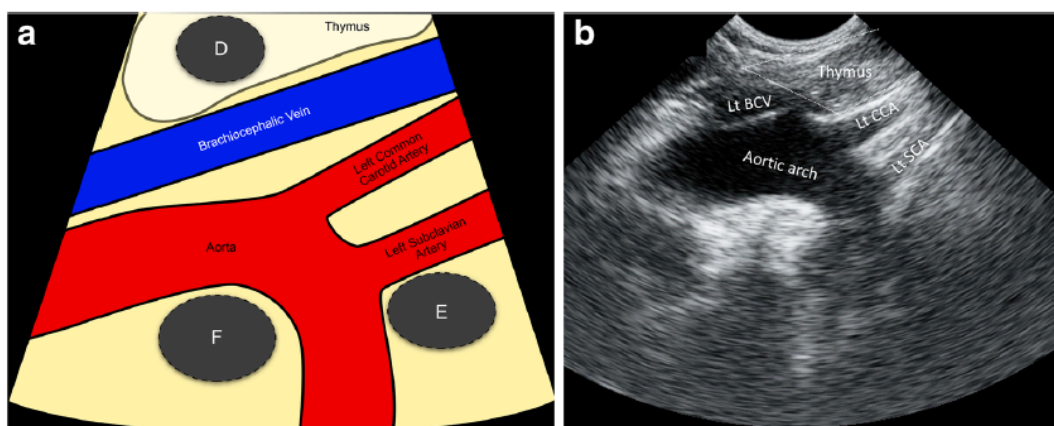 a
Thymus
D
Brachiocephalic Vein
Left Common
Carotid Artery
Aorta
Left Subclavian
Artery
E
F
b
Thymus
Lt BCV
Lt CCA
Aortic arch
Lt SCA